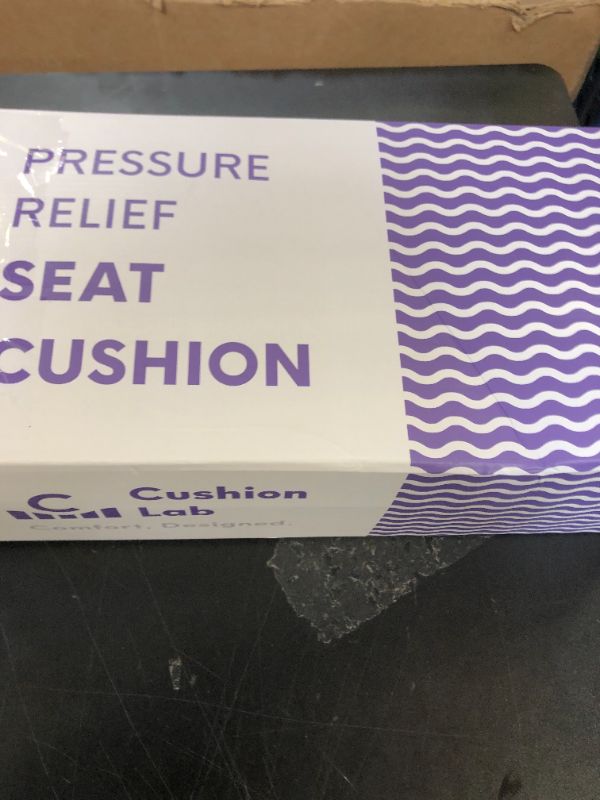 PRESSURE
RELIEF
SEAT
CUSHION
C
Cushion
Lab
Comfort. Designed.